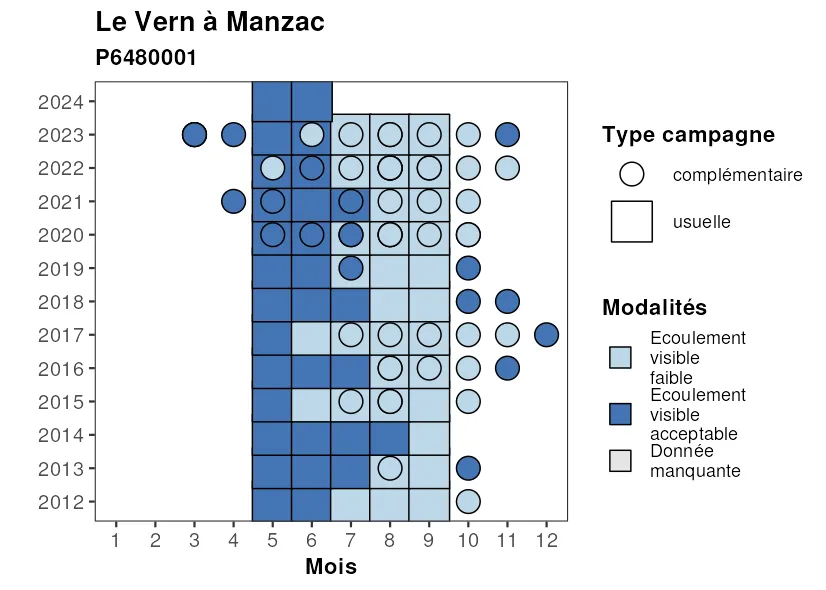 Le Vern à Manzac
P6480001
2024
2023
2022
2021
2020
2019
2018
2017
2016
2015
2014
2013
2012
1 2 3 4 5 6 7 8 9 10 11 12
Mois
Type campagne
complémentaire
usuelle
Modalités
Ecoulement
visible
faible
Ecoulement
visible
acceptable
Donnée
manquante